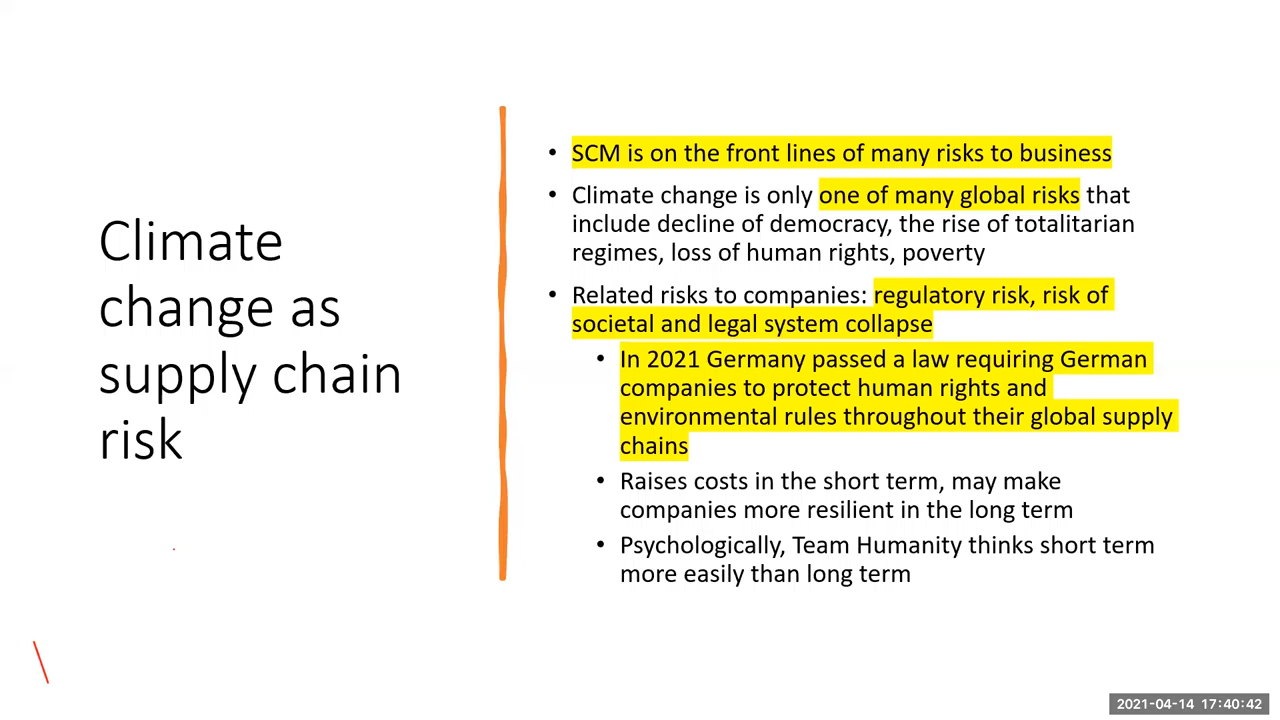 Climate
change as
supply chain
risk
• SCM is on the front lines of many risks to business
• Climate change is only one of many global risks that
include decline of democracy, the rise of totalitarian
regimes, loss of human rights, poverty
• Related risks to companies: regulatory risk, risk of
societal and legal system collapse
• In 2021 Germany passed a law requiring German
companies to protect human rights and
environmental rules throughout their global supply
chains
• Raises costs in the short term, may make
companies more resilient in the long term
• Psychologically, Team Humanity thinks short term
more easily than long term
2021-04-14 17:40:42